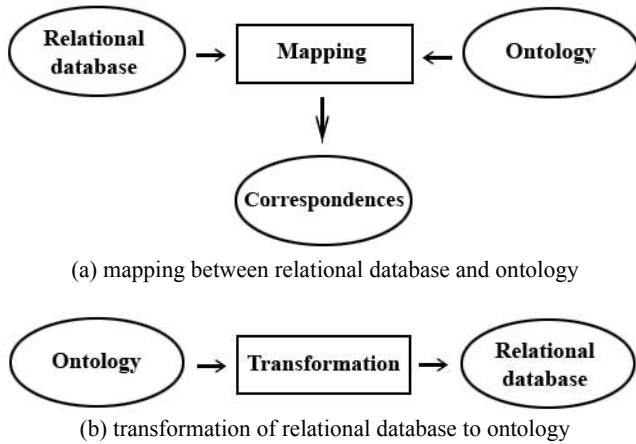 Relational
database
Mapping
Ontology
Correspondences
(a) mapping between relational database and ontology
Ontology
Transformation
Relational
database
(b) transformation of relational database to ontology